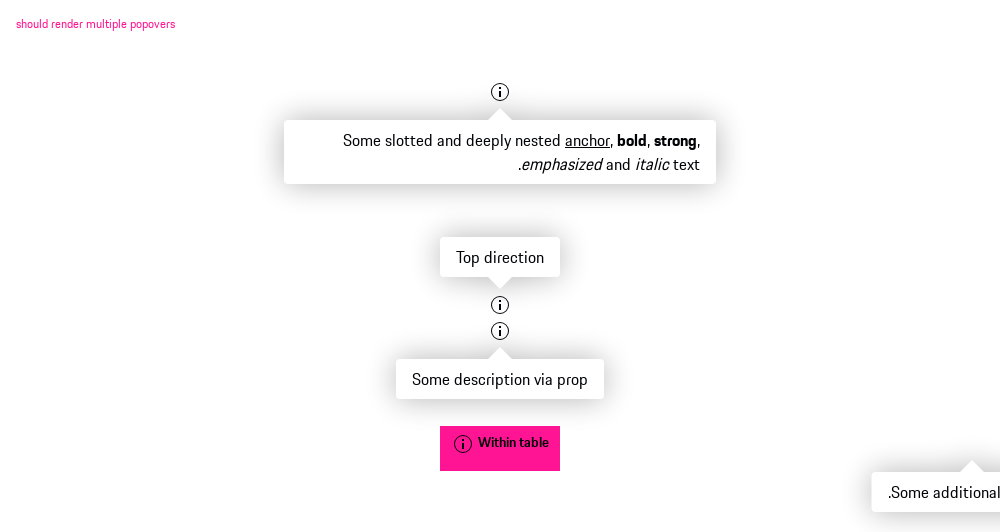 should render multiple popovers
Some slotted and deeply nested anchor, bold, strong,
.emphasized and italic text
Top direction
Some description via prop
Within table
.Some additional